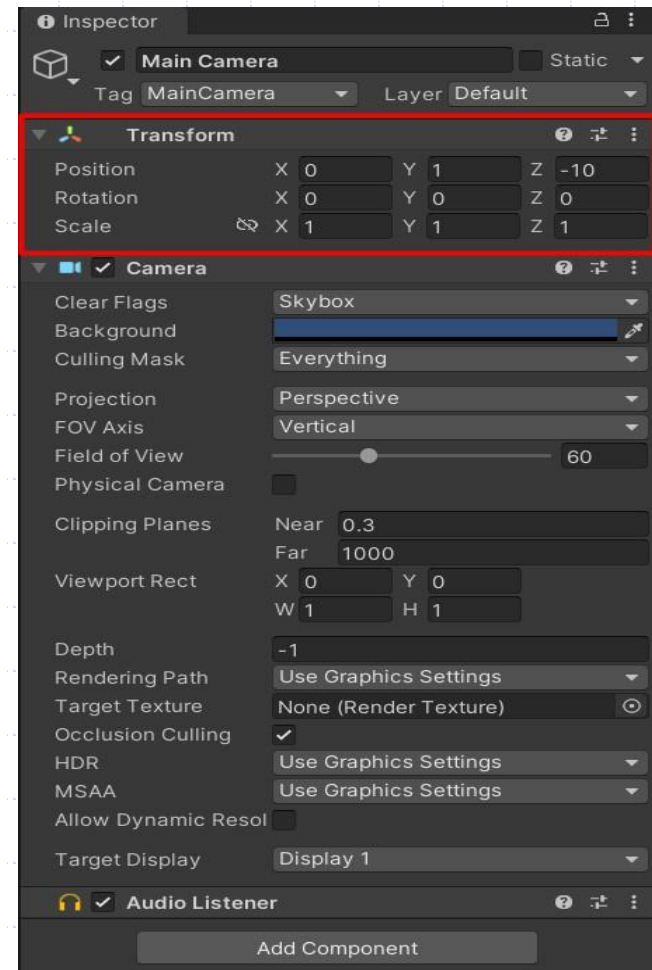 Inspector
Main Camera Static
Tag MainCamera Layer Default
Transform
Position X 0 Y 1 Z -10
Rotation X 0 Y 0 Z 0
Scale X 1 Y 1 Z 1
Camera
Clear Flags Skybox
Background
Culling Mask Everything
Projection Perspective
FOV Axis Vertical
Field of View 60
Physical Camera
Clipping Planes Near 0.3
Far 1000
Viewport Rect X 0 Y 0
W 1 H 1
Depth -1
Rendering Path Use Graphics Settings
Target Texture None (Render Texture)
Occlusion Culling
HDR Use Graphics Settings
MSAA Use Graphics Settings
Allow Dynamic Resol
Target Display Display 1
Audio Listener
Add Component